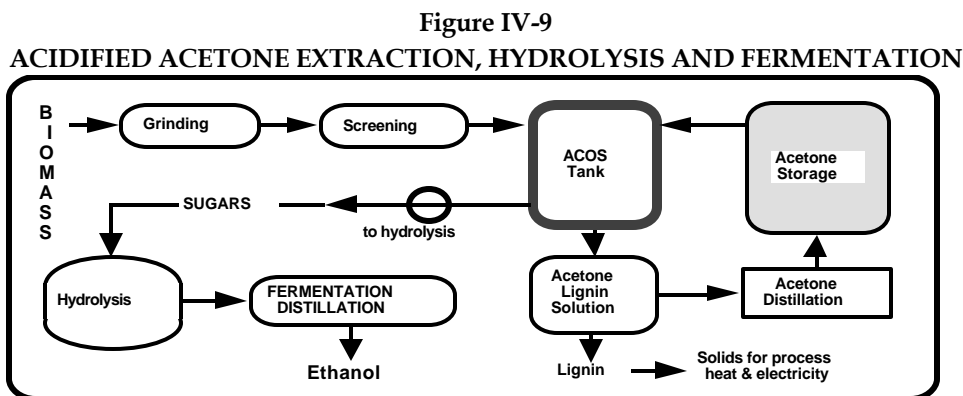 Figure IV-9
ACIDIFIED ACETONE EXTRACTION, HYDROLYSIS AND FERMENTATION
BIOMASS
Grinding
Screening
ACOS
Tank
Acetone
Storage
SUGARS
to hydrolysis
Hydrolysis
FERMENTATION
DISTILLATION
Ethanol
Acetone
Lignin
Solution
Acetone
Distillation
Lignin
Solids for process
heat & electricity